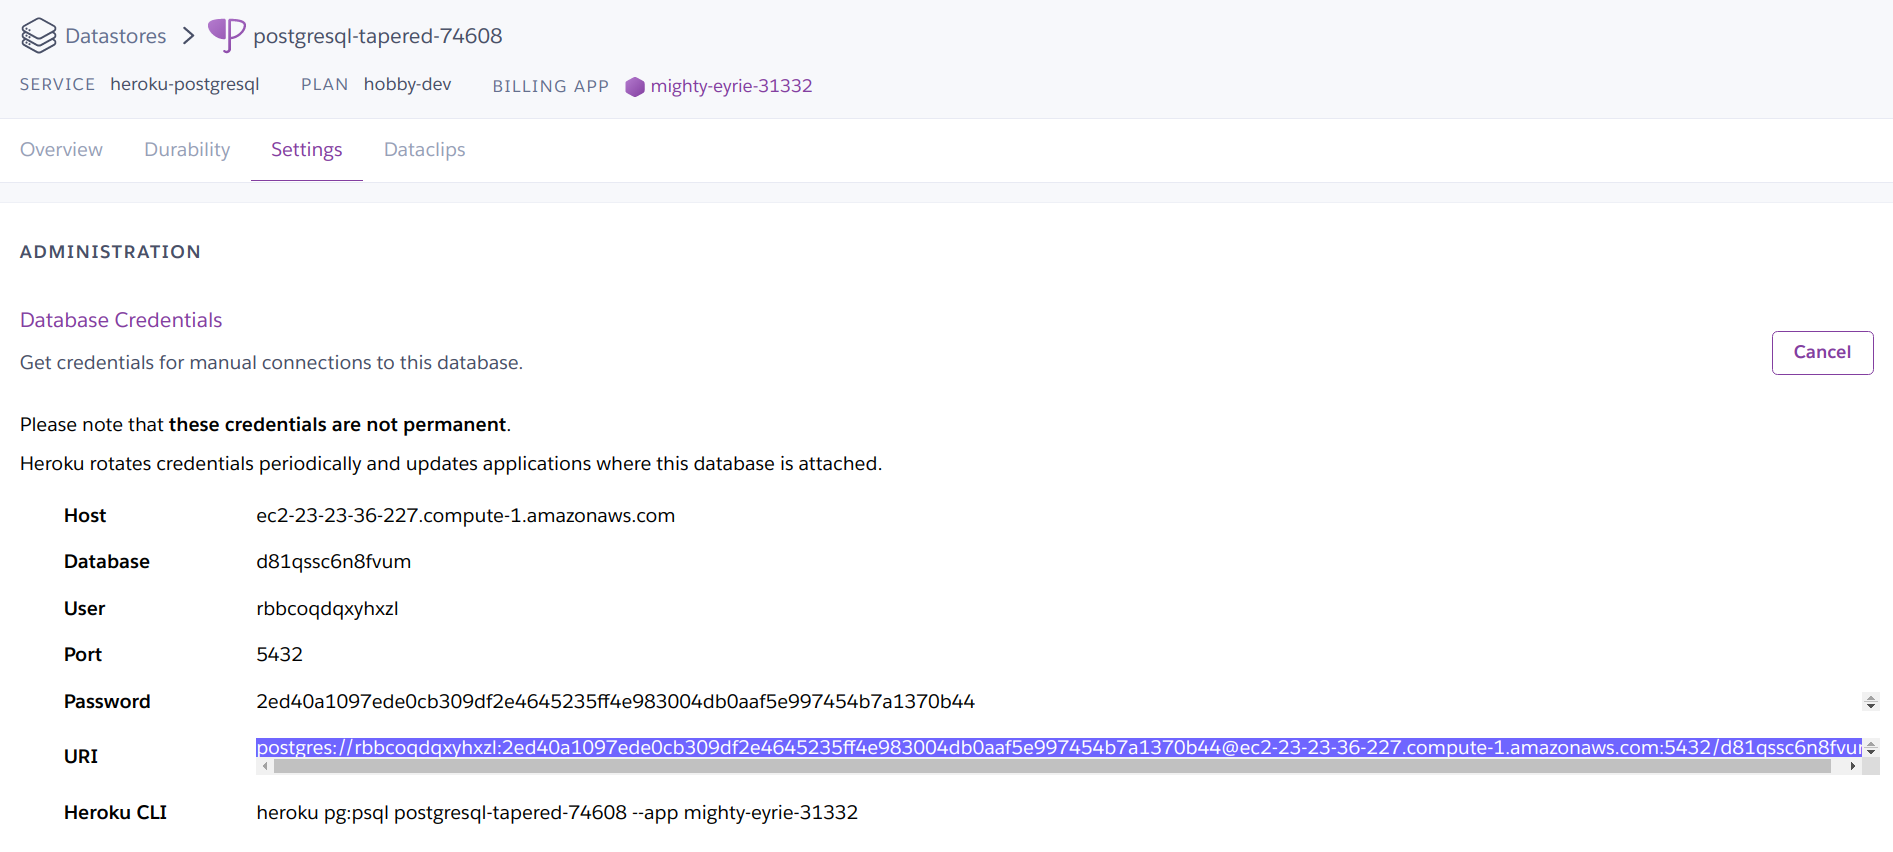 Datastores > postgresql-tapered-74608
SERVICE heroku-postgresql PLAN hobby-dev BILLING APP mighty-eyrie-31332
Overview Durability Settings Dataclips
ADMINISTRATION
Database Credentials
Get credentials for manual connections to this database.
Cancel
Please note that these credentials are not permanent.
Heroku rotates credentials periodically and updates applications where this database is attached.
Host ec2-23-23-36-227.compute-1.amazonaws.com
Database d81qssc6n8fvum
User rbbcoqdqxyhxzl
Port 5432
Password 2ed40a1097ede0cb309df2e4645235ff4e983004db0aaf5e997454b7a1370b44
URI postgres://rbbcoqdqxyhxzl:2ed40a1097ede0cb309df2e4645235ff4e983004db0aaf5e997454b7a1370b44@ec2-23-23-36-227.compute-1.amazonaws.com:5432/d81qssc6n8fvu
Heroku CLI heroku pg:psql postgresql-tapered-74608 --app mighty-eyrie-31332